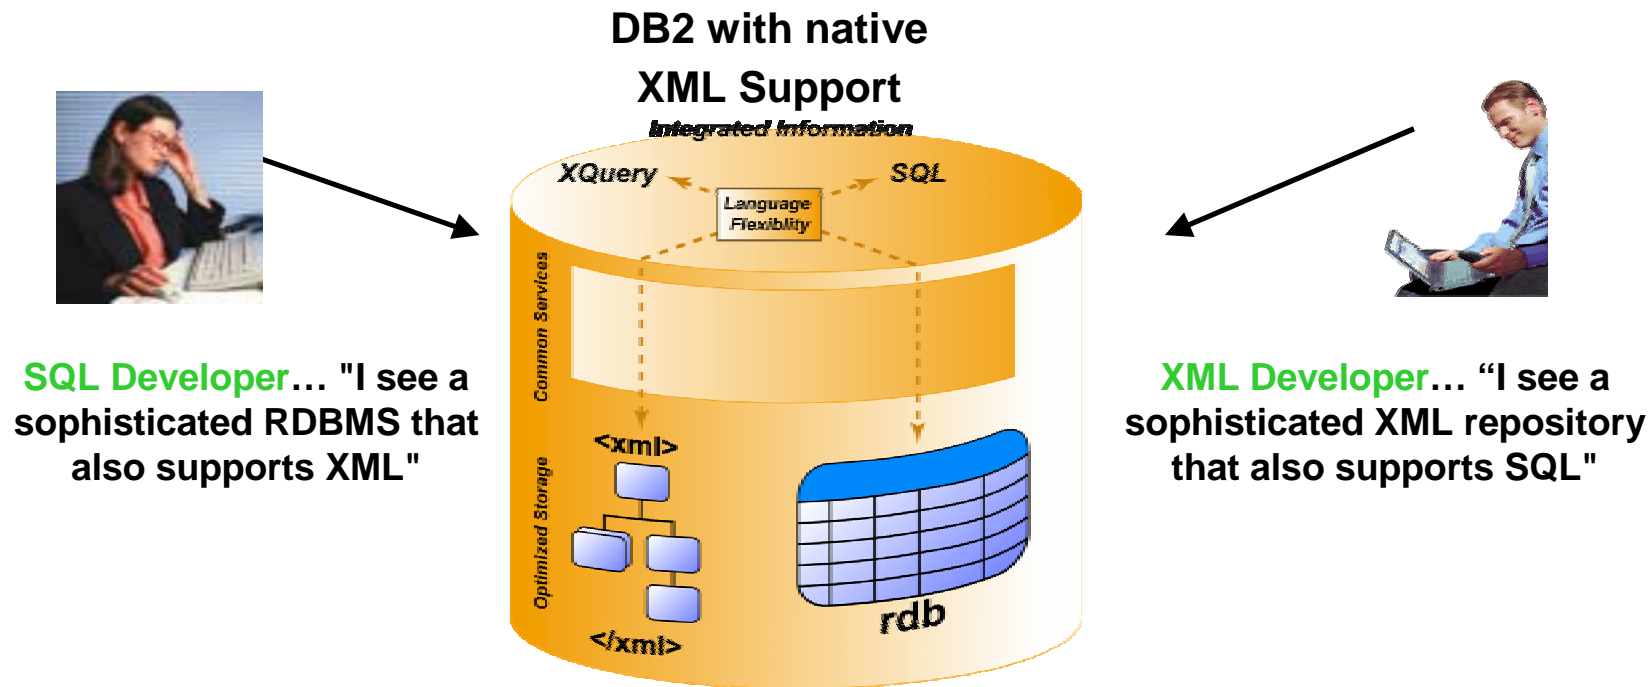 DB2 with native
XML Support
Integrated Information
XQuery
SQL
Language
Flexiblity
Common Services
Optimized Storage
<xml>
</xml>
rdb
SQL Developer… "I see a
sophisticated RDBMS that
also supports XML"
XML Developer… “I see a
sophisticated XML repository
that also supports SQL"